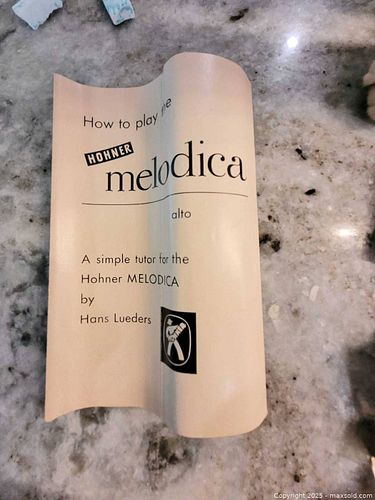 How to play the
HOHNER
melodica
alto
A simple tutor for the
Hohner MELODICA
by
Hans Lueders
Copyright 2025 - maxsold.com